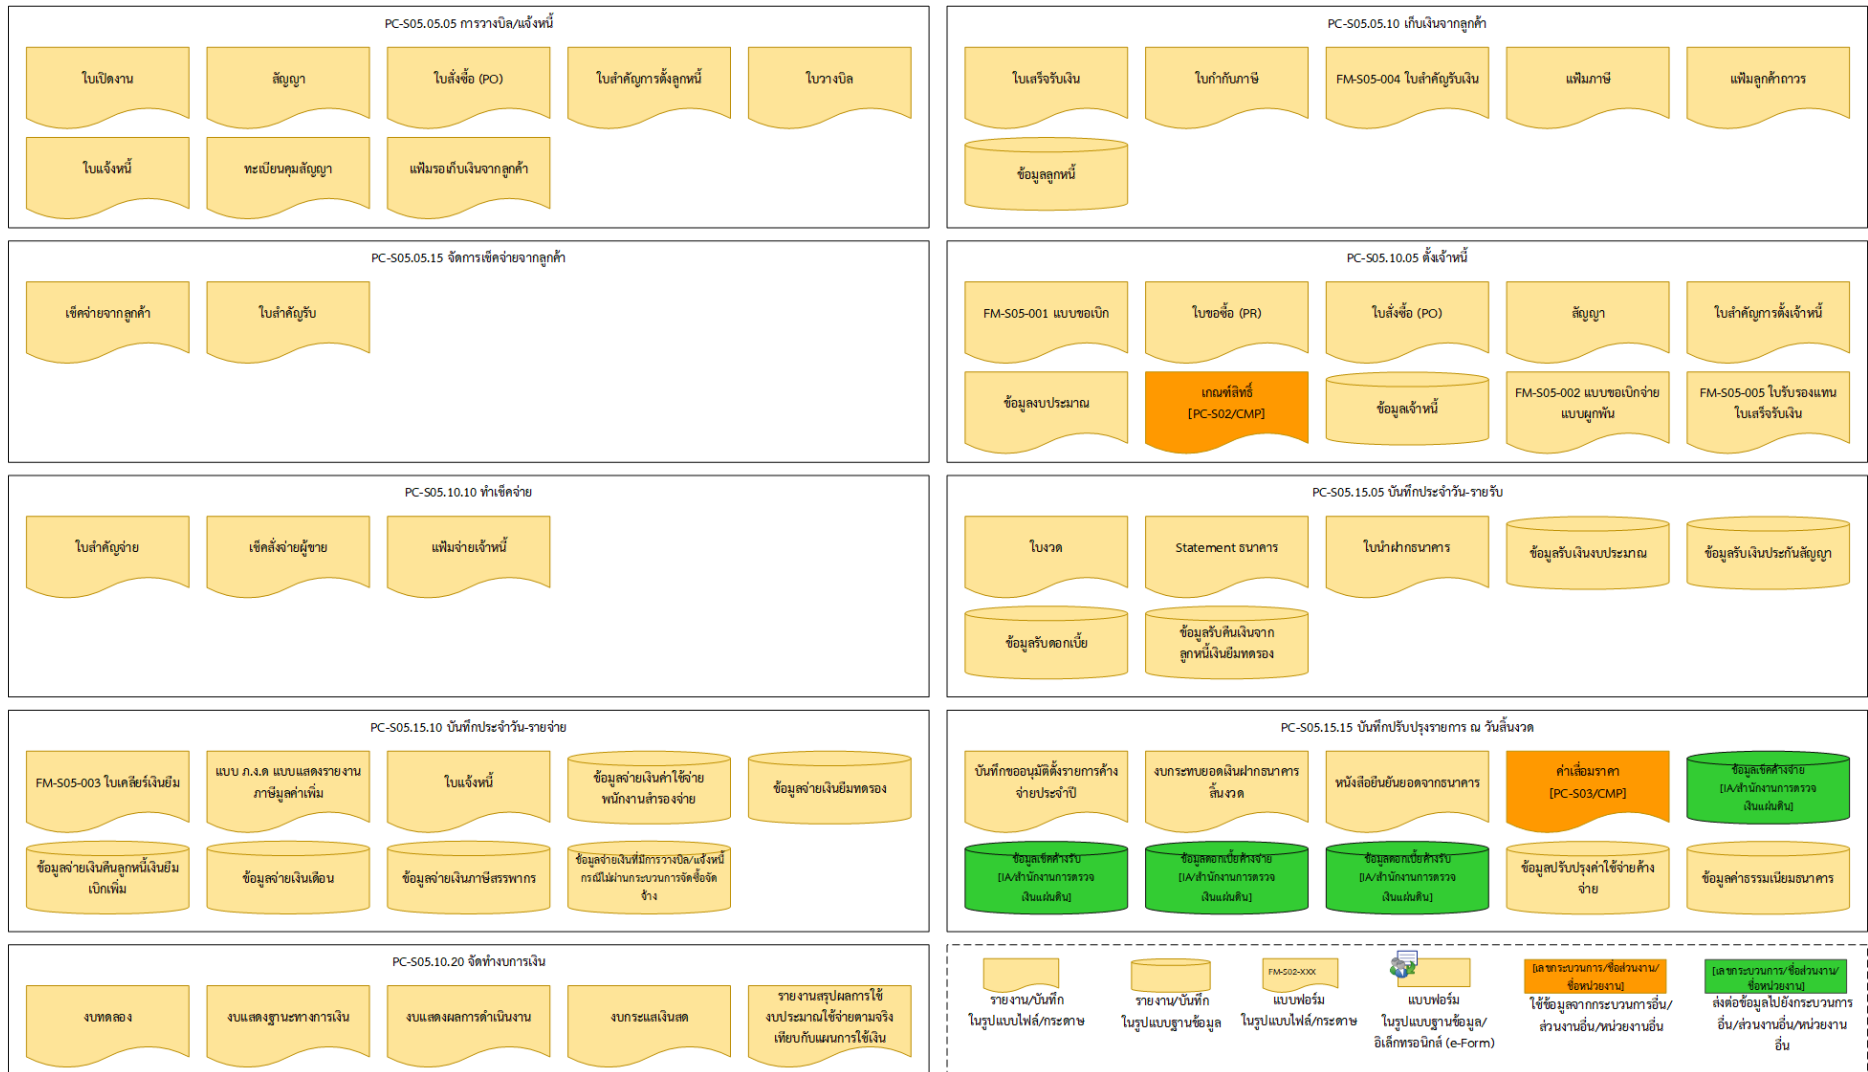 PC-S05.05.05 การวางบิล/แจ้งหนี้
ใบเปิดงาน
สัญญา
ใบสั่งซื้อ (PO)
ใบสำคัญการตั้งลูกหนี้
ใบวางบิล
ใบแจ้งหนี้
ทะเบียนคุมสัญญา
แฟ้มรอเก็บเงินจากลูกค้า
PC-S05.05.10 เก็บเงินจากลูกค้า
ใบเสร็จรับเงิน
ใบกำกับภาษี
FM-S05-004 ใบสำคัญรับเงิน
แฟ้มภาษี
แฟ้มลูกค้าถาวร
ข้อมูลลูกหนี้
PC-S05.05.15 จัดการเช็คจ่ายจากลูกค้า
เช็คจ่ายจากลูกค้า
ใบสำคัญรับ
PC-S05.10.05 ตั้งเจ้าหนี้
FM-S05-001 แบบขอเบิก
ใบขอซื้อ (PR)
ใบสั่งซื้อ (PO)
สัญญา
ใบสำคัญการตั้งเจ้าหนี้
ข้อมูลงบประมาณ
เกณฑ์สิทธิ์
[PC-S02/CMP]
ข้อมูลเจ้าหนี้
FM-S05-002 แบบขอเบิกจ่าย
แบบผูกพัน
FM-S05-005 ใบรับรองแทน
ใบเสร็จรับเงิน
PC-S05.10.10 ทำเช็คจ่าย
ใบสำคัญจ่าย
เช็คสั่งจ่ายผู้ขาย
แฟ้มจ่ายเจ้าหนี้
PC-S05.15.05 บันทึกประจำวัน-รายรับ
ใบงวด
Statement ธนาคาร
ใบนำฝากธนาคาร
ข้อมูลรับเงินงบประมาณ
ข้อมูลรับเงินประกันสัญญา
ข้อมูลรับดอกเบี้ย
ข้อมูลรับคืนเงินจาก
ลูกหนี้เงินยืมทดรอง
PC-S05.15.10 บันทึกประจำวัน-รายจ่าย
FM-S05-003 ใบเคลียร์เงินยืม
แบบ ภ.ง.ด แบบแสดงรายงาน
ภาษีมูลค่าเพิ่ม
ใบแจ้งหนี้
ข้อมูลจ่ายเงินค่าใช้จ่าย
พนักงานสำรองจ่าย
ข้อมูลจ่ายเงินยืมทดรอง
ข้อมูลจ่ายเงินคืนลูกหนี้เงินยืม
เบิกเพิ่ม
ข้อมูลจ่ายเงินเดือน
ข้อมูลจ่ายเงินภาษีสรรพากร
ข้อมูลจ่ายเงินที่มีการวางบิล/แจ้งหนี้
กรณีไม่ผ่านกระบวนการจัดซื้อจัด
จ้าง
PC-S05.15.15 บันทึกปรับปรุงรายการ ณ วันสิ้นงวด
บันทึกขออนุมัติตั้งรายการค้าง
จ่ายประจำปี
งบกระทบยอดเงินฝากธนาคาร
สิ้นงวด
หนังสือยืนยันยอดจากธนาคาร
ค่าเสื่อมราคา
[PC-S03/CMP]
ข้อมูลเช็คค้างจ่าย
[IA/สำนักงานการตรวจ
เงินแผ่นดิน]
ข้อมูลเช็คค้างรับ
[IA/สำนักงานการตรวจ
เงินแผ่นดิน]
ข้อมูลดอกเบี้ยค้างจ่าย
[IA/สำนักงานการตรวจ
เงินแผ่นดิน]
ข้อมูลดอกเบี้ยค้างรับ
[IA/สำนักงานการตรวจ
เงินแผ่นดิน]
ข้อมูลปรับปรุงค่าใช้จ่ายค้าง
จ่าย
ข้อมูลค่าธรรมเนียมธนาคาร
PC-S05.10.20 จัดทำงบการเงิน
งบทดลอง
งบแสดงฐานะทางการเงิน
งบแสดงผลการดำเนินงาน
งบกระแสเงินสด
รายงานสรุปผลการใช้
งบประมาณใช้จ่ายตามจริง
เทียบกับแผนการใช้เงิน
รายงาน/บันทึก
ในรูปแบบไฟล์/กระดาษ
รายงาน/บันทึก
ในรูปแบบฐานข้อมูล
FM-S02-XXX
แบบฟอร์ม
ในรูปแบบไฟล์/กระดาษ
แบบฟอร์ม
ในรูปแบบฐานข้อมูล/
อิเล็กทรอนิกส์ (e-Form)
[เลขกระบวนการ/ชื่อส่วนงาน/
ชื่อหน่วยงาน]
ใช้ข้อมูลจากกระบวนการอื่น/
ส่วนงานอื่น/หน่วยงานอื่น
[เลขกระบวนการ/ชื่อส่วนงาน/
ชื่อหน่วยงาน]
ส่งต่อข้อมูลไปยังกระบวนการ
อื่น/ส่วนงานอื่น/หน่วยงาน
อื่น